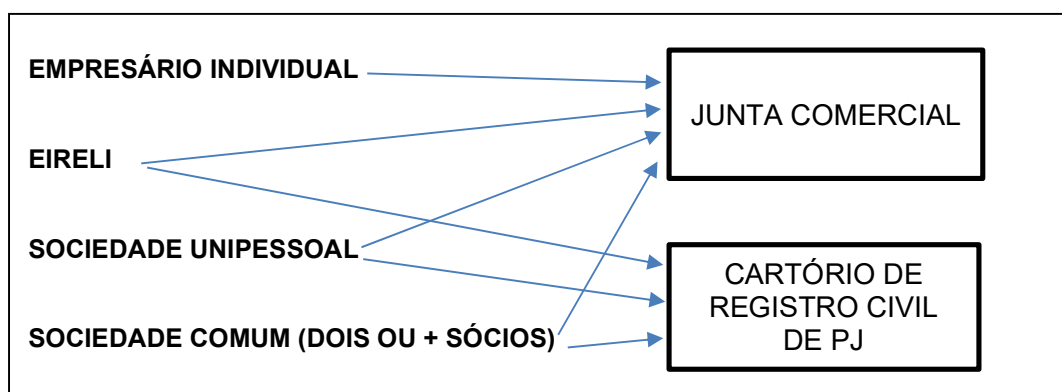 EMPRESÁRIO INDIVIDUAL
JUNTA COMERCIAL
EIRELI
SOCIEDADE UNIPESSOAL
CARTÓRIO DE
REGISTRO CIVIL
DE PJ
SOCIEDADE COMUM (DOIS OU + SÓCIOS)